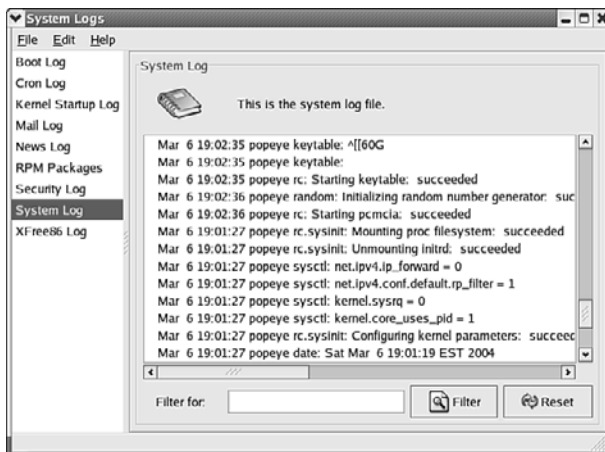 System Logs
File Edit Help
Boot Log
Cron Log
Kernel Startup Log
Mail Log
News Log
RPM Packages
Security Log
System Log
XFree86 Log
System Log
This is the system log file.
Mar 6 19:02:35 popeye keytable: ^[[60G
Mar 6 19:02:35 popeye keytable:
Mar 6 19:02:35 popeye rc: Starting keytable: succeeded
Mar 6 19:02:36 popeye random: Initializing random number generator: suc
Mar 6 19:02:36 popeye rc: Starting pcmcia: succeeded
Mar 6 19:01:27 popeye rc.sysinit: Mounting proc filesystem: succeeded
Mar 6 19:01:27 popeye rc.sysinit: Unmounting initrd: succeeded
Mar 6 19:01:27 popeye sysctl: net.ipv4.ip_forward = 0
Mar 6 19:01:27 popeye sysctl: net.ipv4.conf.default.rp_filter = 1
Mar 6 19:01:27 popeye sysctl: kernel.sysrq = 0
Mar 6 19:01:27 popeye sysctl: kernel.core_uses_pid = 1
Mar 6 19:01:27 popeye rc.sysinit: Configuring kernel parameters: succeed
Mar 6 19:01:27 popeye date: Sat Mar 6 19:01:19 EST 2004
Filter for: Filter Reset